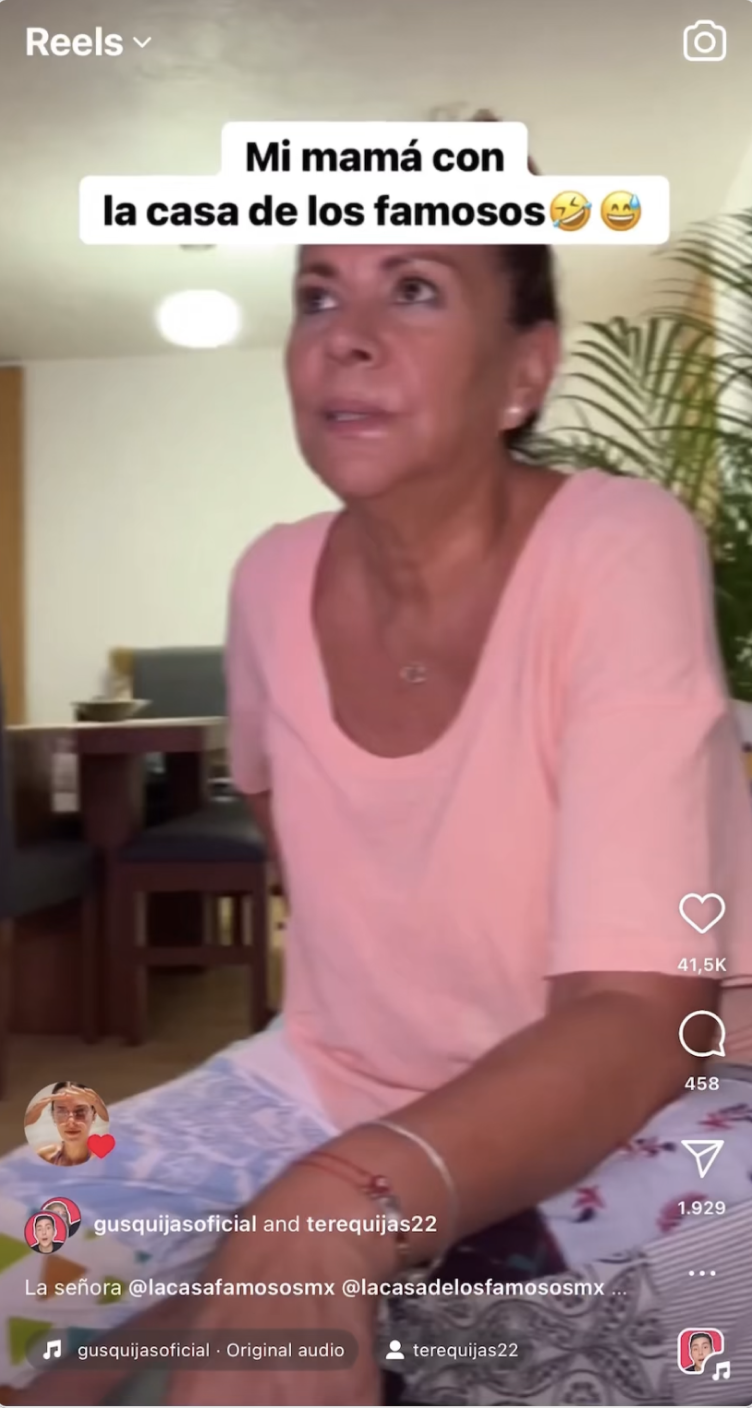 Reels
Mi mamá con
la casa de los famosos🤣😅
41,5K
458
1.929
gusquijasoficial and terequijas22
La señora @lacasafamososmx @lacasadelosfamososmx ...
gusquijasoficial · Original audio
terequijas22